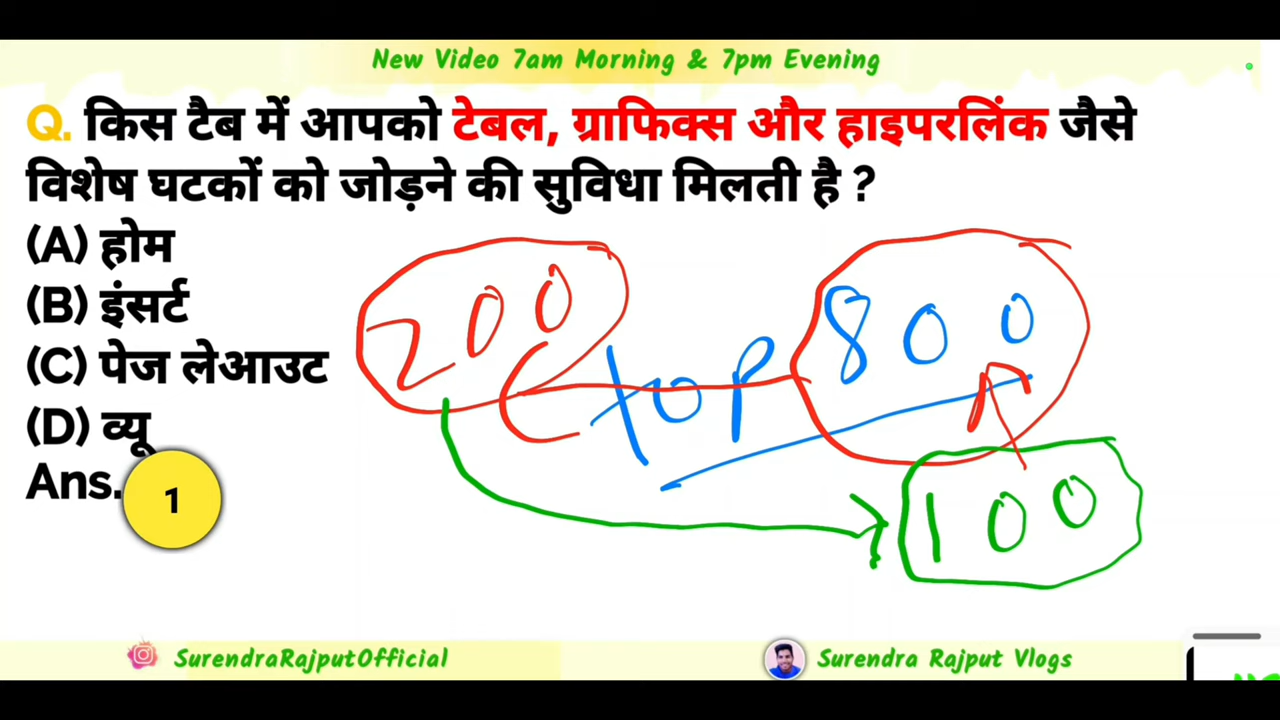 New Video 7am Morning & 7pm Evening
Q. किस टैब में आपको टेबल, ग्राफिक्स और हाइपरलिंक जैसे
विशेष घटकों को जोड़ने की सुविधा मिलती है ?
(A) होम
(B) इंसर्ट
(C) पेज लेआउट
(D) व्यू
Ans.
1
200
top 800
100
SurendraRajputOfficial
Surendra Rajput Vlogs